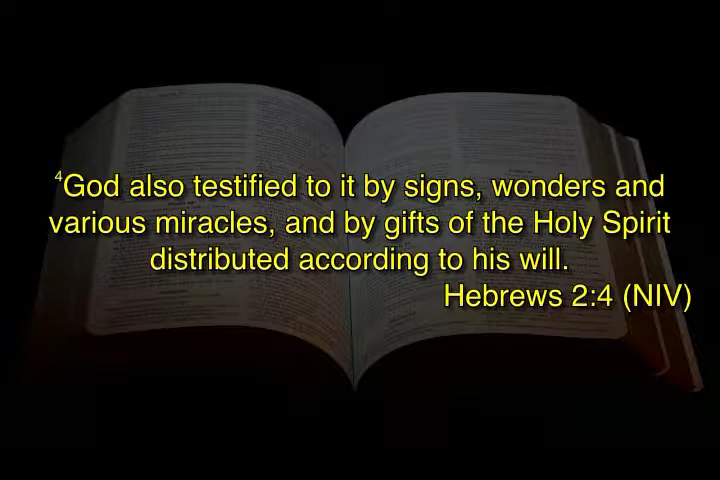 ⁴God also testified to it by signs, wonders and
various miracles, and by gifts of the Holy Spirit
distributed according to his will.
Hebrews 2:4 (NIV)